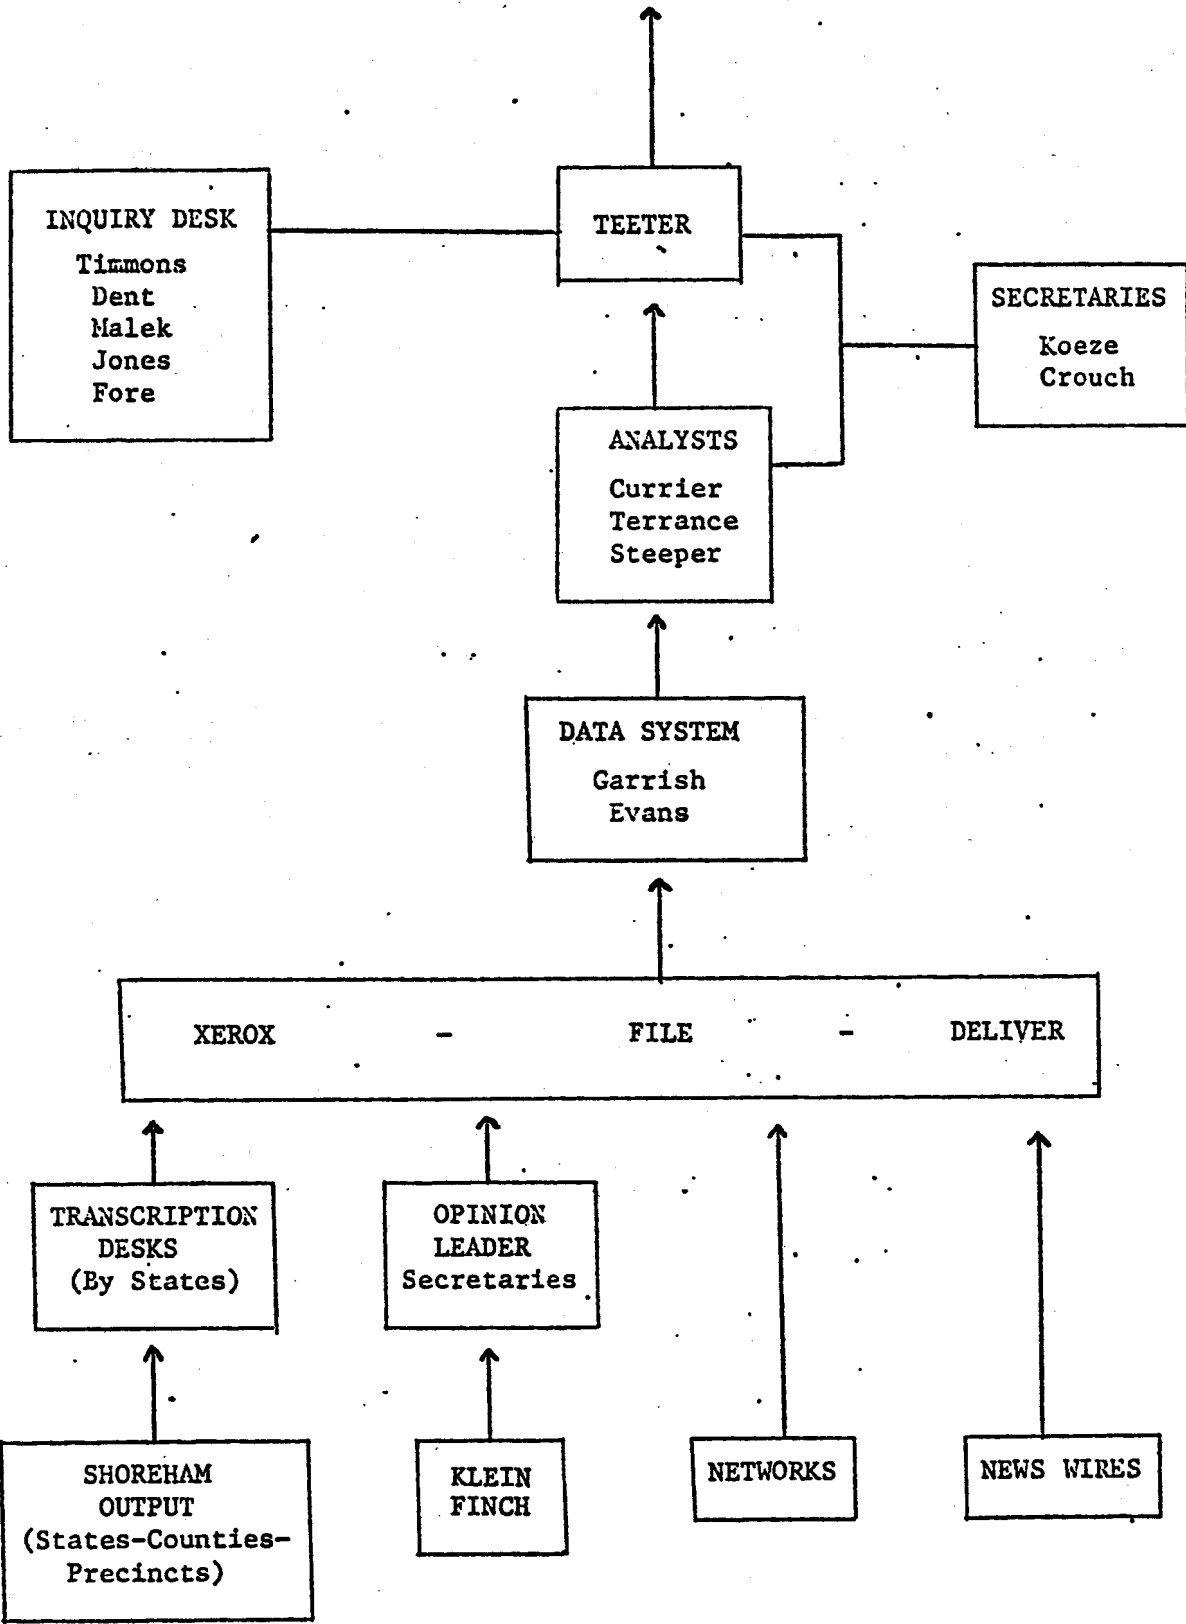 INQUIRY DESK
Timmons
Dent
Malek
Jones
Fore
TEETER
SECRETARIES
Koeze
Crouch
ANALYSTS
Currier
Terrance
Steeper
DATA SYSTEM
Garrish
Evans
XEROX - FILE - DELIVER
TRANSCRIPTION
DESKS
(By States)
OPINION
LEADER
Secretaries
SHOREHAM
OUTPUT
(States-Counties-
Precincts)
KLEIN
FINCH
NETWORKS
NEWS WIRES